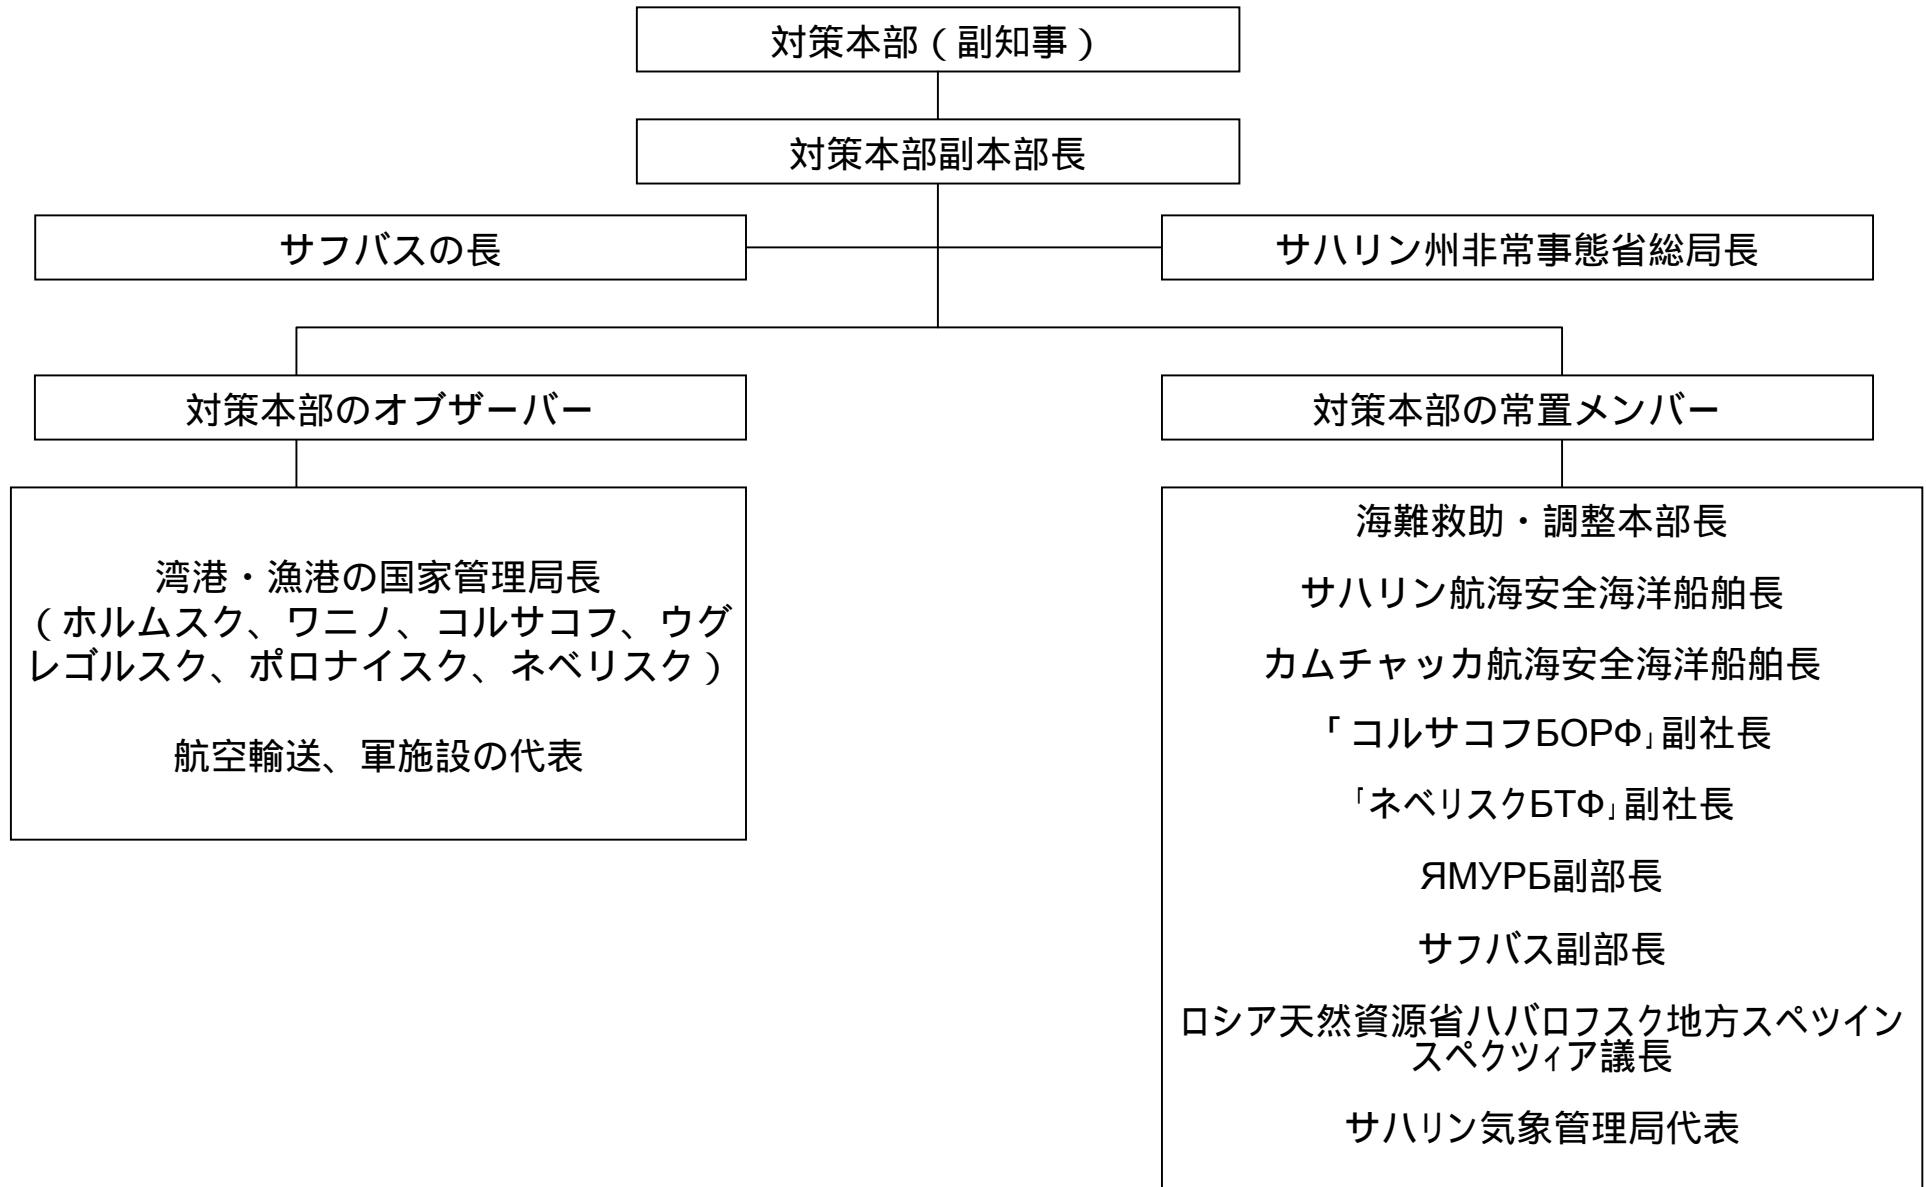 対策本部（副知事）
対策本部副本部長
サフバスの長
サハリン州非常事態省総局長
対策本部のオブザーバー
対策本部の常置メンバー
湾港・漁港の国家管理局長
（ホルムスク、ワニノ、コルサコフ、ウグ
レゴルスク、ポロナイスク、ネベリスク）
航空輸送、軍施設の代表
海難救助・調整本部長
サハリン航海安全海洋船舶長
カムチャッカ航海安全海洋船舶長
「コルサコフБОРФ」副社長
「ネベリスクБТФ」副社長
ЯМУРБ副部長
サフバス副部長
ロシア天然資源省ハバロフスク地方スペツイン
スペクツィア議長
サハリン気象管理局代表